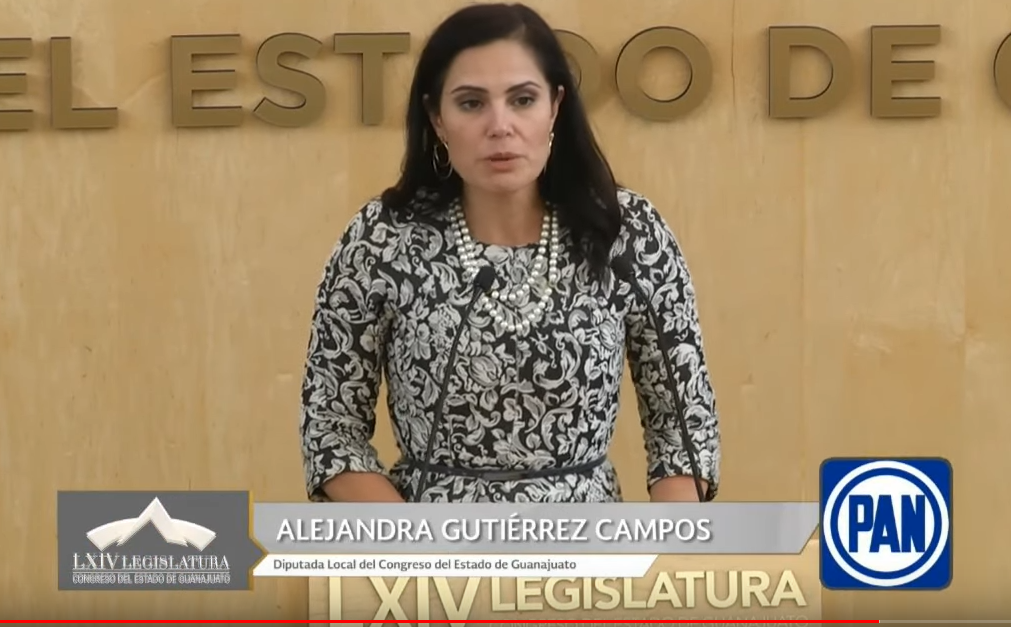 EL ESTADO DE
ALEJANDRA GUTIÉRREZ CAMPOS
Diputada Local del Congreso del Estado de Guanajuato
LXIV LEGISLATURA
CONGRESO DEL ESTADO DE GUANAJUATO
PAN
LXIV LEGISLATURA